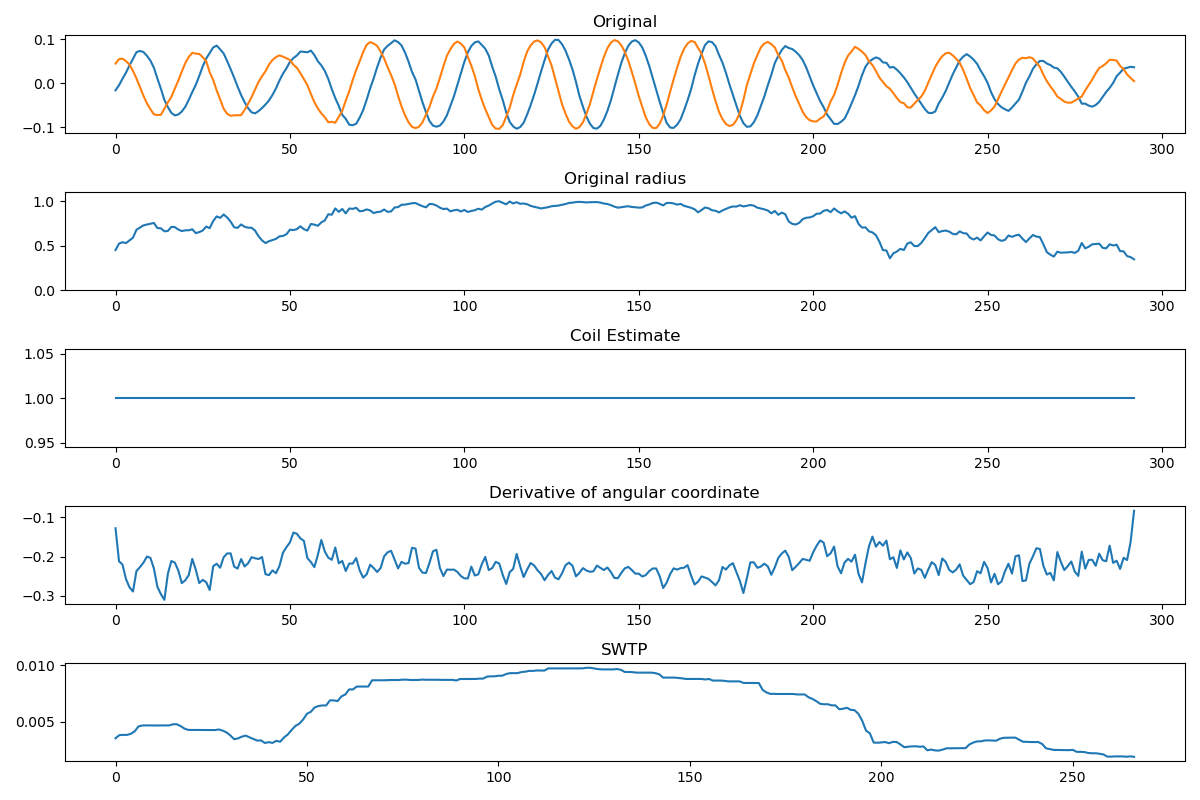 Original
0.1
0.0
−0.1
0 50 100 150 200 250 300
Original radius
1.0
0.5
0.0
0 50 100 150 200 250 300
Coil Estimate
1.05
1.00
0.95
0 50 100 150 200 250 300
Derivative of angular coordinate
−0.1
−0.2
−0.3
0 50 100 150 200 250 300
SWTP
0.010
0.005
0 50 100 150 200 250